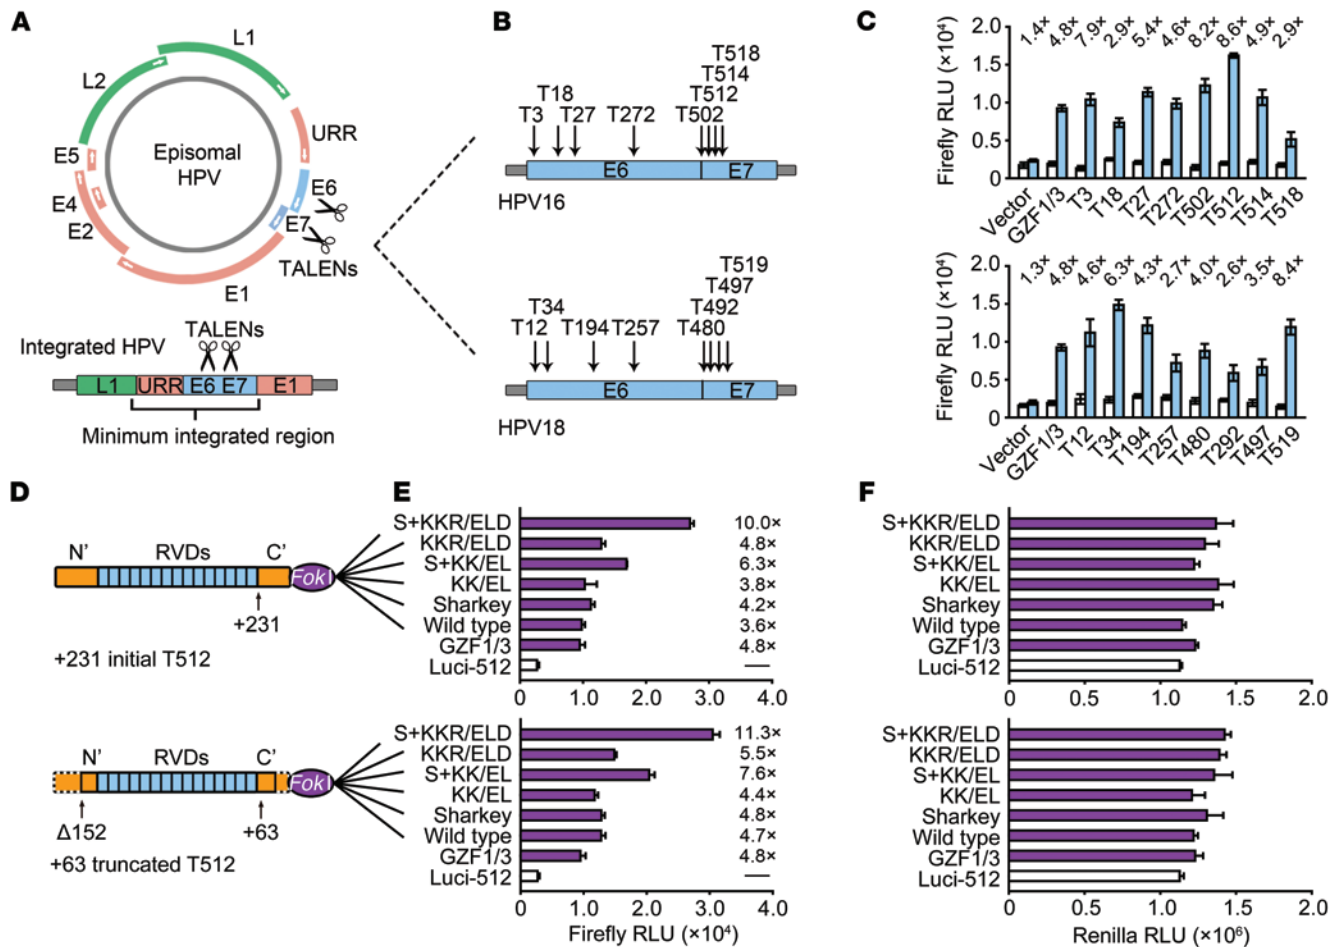 A
L1
L2
URR
E5
Episomal
HPV
E6
E4
E7
E2
TALENs
E1
TALENs
Integrated HPV
L1
URR
E6
E7
E1
Minimum integrated region
B
T518
T514
T18
T512
T3
T27
T272
T502
E6
E7
HPV16
T519
T497
T34
T492
T12
T194
T257
T480
E6
E7
HPV18
C
1.4×
4.8×
7.9×
2.9×
5.4×
4.6×
8.2×
8.6×
4.9×
2.9×
Firefly RLU (×10⁴)
2.0
1.5
1.0
0.5
0
Vector
GZF1/3
T3
T18
T27
T272
T502
T512
T514
T518
1.3×
4.8×
4.6×
6.3×
4.3×
2.7×
4.0×
2.6×
3.5×
8.4×
Firefly RLU (×10⁴)
2.0
1.5
1.0
0.5
0
Vector
GZF1/3
T12
T34
T194
T257
T480
T292
T497
T519
D
N’
RVDs
C’
FokI
+231
+231 initial T512
N’
RVDs
C’
FokI
Δ152
+63
+63 truncated T512
E
S+KKR/ELD
10.0×
KKR/ELD
4.8×
S+KK/EL
6.3×
KK/EL
3.8×
Sharkey
4.2×
Wild type
3.6×
GZF1/3
4.8×
Luci-512
—
0
1.0
2.0
3.0
4.0
S+KKR/ELD
11.3×
KKR/ELD
5.5×
S+KK/EL
7.6×
KK/EL
4.4×
Sharkey
4.8×
Wild type
4.7×
GZF1/3
4.8×
Luci-512
—
0
1.0
2.0
3.0
4.0
Firefly RLU (×10⁴)
F
S+KKR/ELD
KKR/ELD
S+KK/EL
KK/EL
Sharkey
Wild type
GZF1/3
Luci-512
0
0.5
1.0
1.5
2.0
S+KKR/ELD
KKR/ELD
S+KK/EL
KK/EL
Sharkey
Wild type
GZF1/3
Luci-512
0
0.5
1.0
1.5
2.0
Renilla RLU (×10⁶)